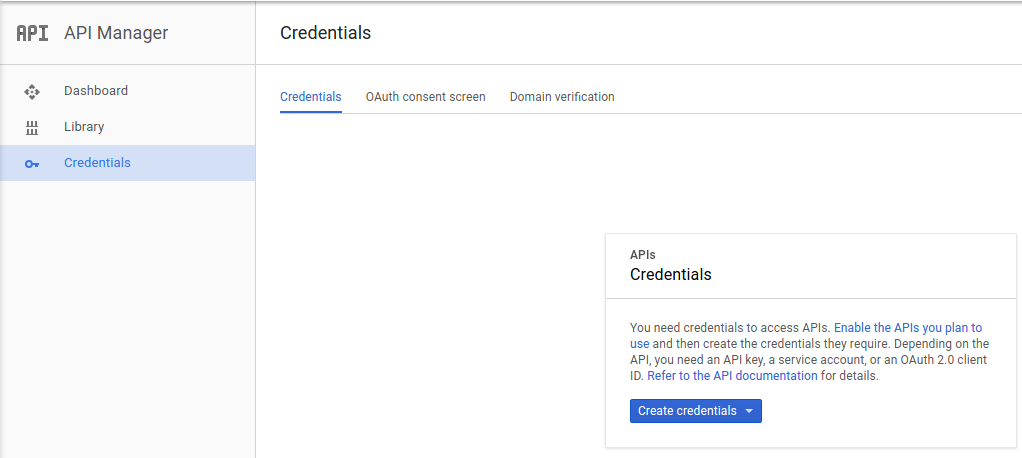 API API Manager
Credentials
Dashboard
Library
Credentials
Credentials OAuth consent screen Domain verification
APIs
Credentials
You need credentials to access APIs. Enable the APIs you plan to
use and then create the credentials they require. Depending on the
API, you need an API key, a service account, or an OAuth 2.0 client
ID. Refer to the API documentation for details.
Create credentials